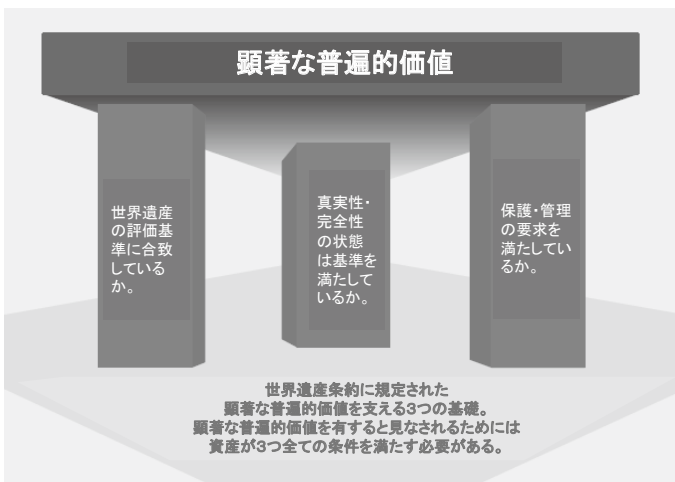 顕著な普遍的価値
世界遺産
の評価基
準に合致
している
か。
真実性・
完全性
の状態
は基準を
満たして
いるか。
保護・管理
の要求を
満たしてい
るか。
世界遺産条約に規定された
顕著な普遍的価値を支える3つの基礎。
顕著な普遍的価値を有すると見なされるためには
資産が3つ全ての条件を満たす必要がある。